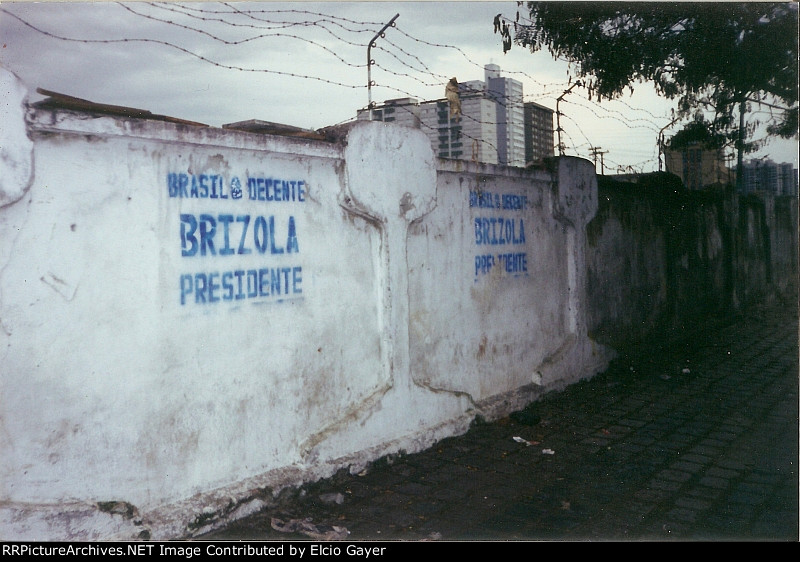 BRASIL DECENTE
BRIZOLA
PRESIDENTE
BRASIL DECENTE
BRIZOLA
PRESIDENTE
© RRPictureArchives.NET Image Contributed by Elcio Gayer